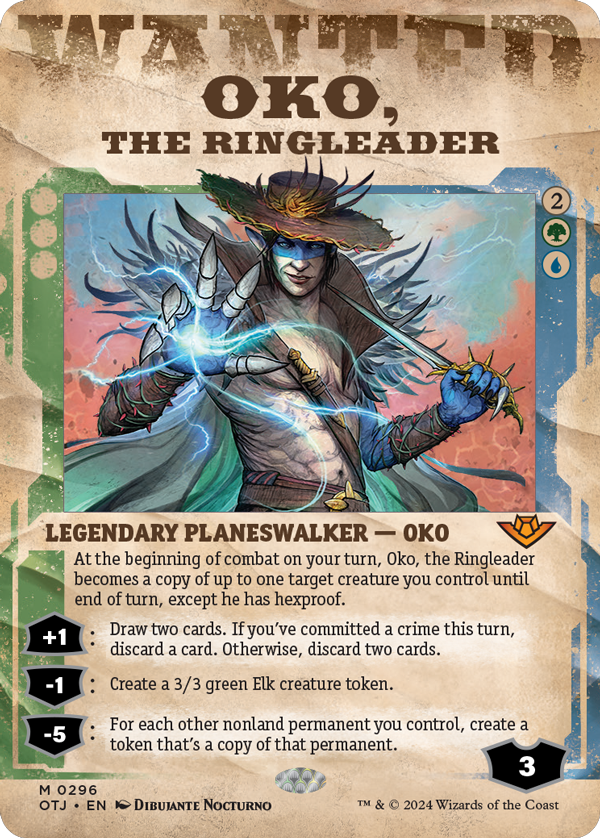 WANTED
OKO,
THE RINGLEADER
2
LEGENDARY PLANESWALKER — OKO
At the beginning of combat on your turn, Oko, the Ringleader
becomes a copy of up to one target creature you control until
end of turn, except he has hexproof.
+1 : Draw two cards. If you’ve committed a crime this turn,
discard a card. Otherwise, discard two cards.
-1 : Create a 3/3 green Elk creature token.
-5 : For each other nonland permanent you control, create a
token that’s a copy of that permanent.
3
M 0296
OTJ • EN Dibujante Nocturno
™ & © 2024 Wizards of the Coast